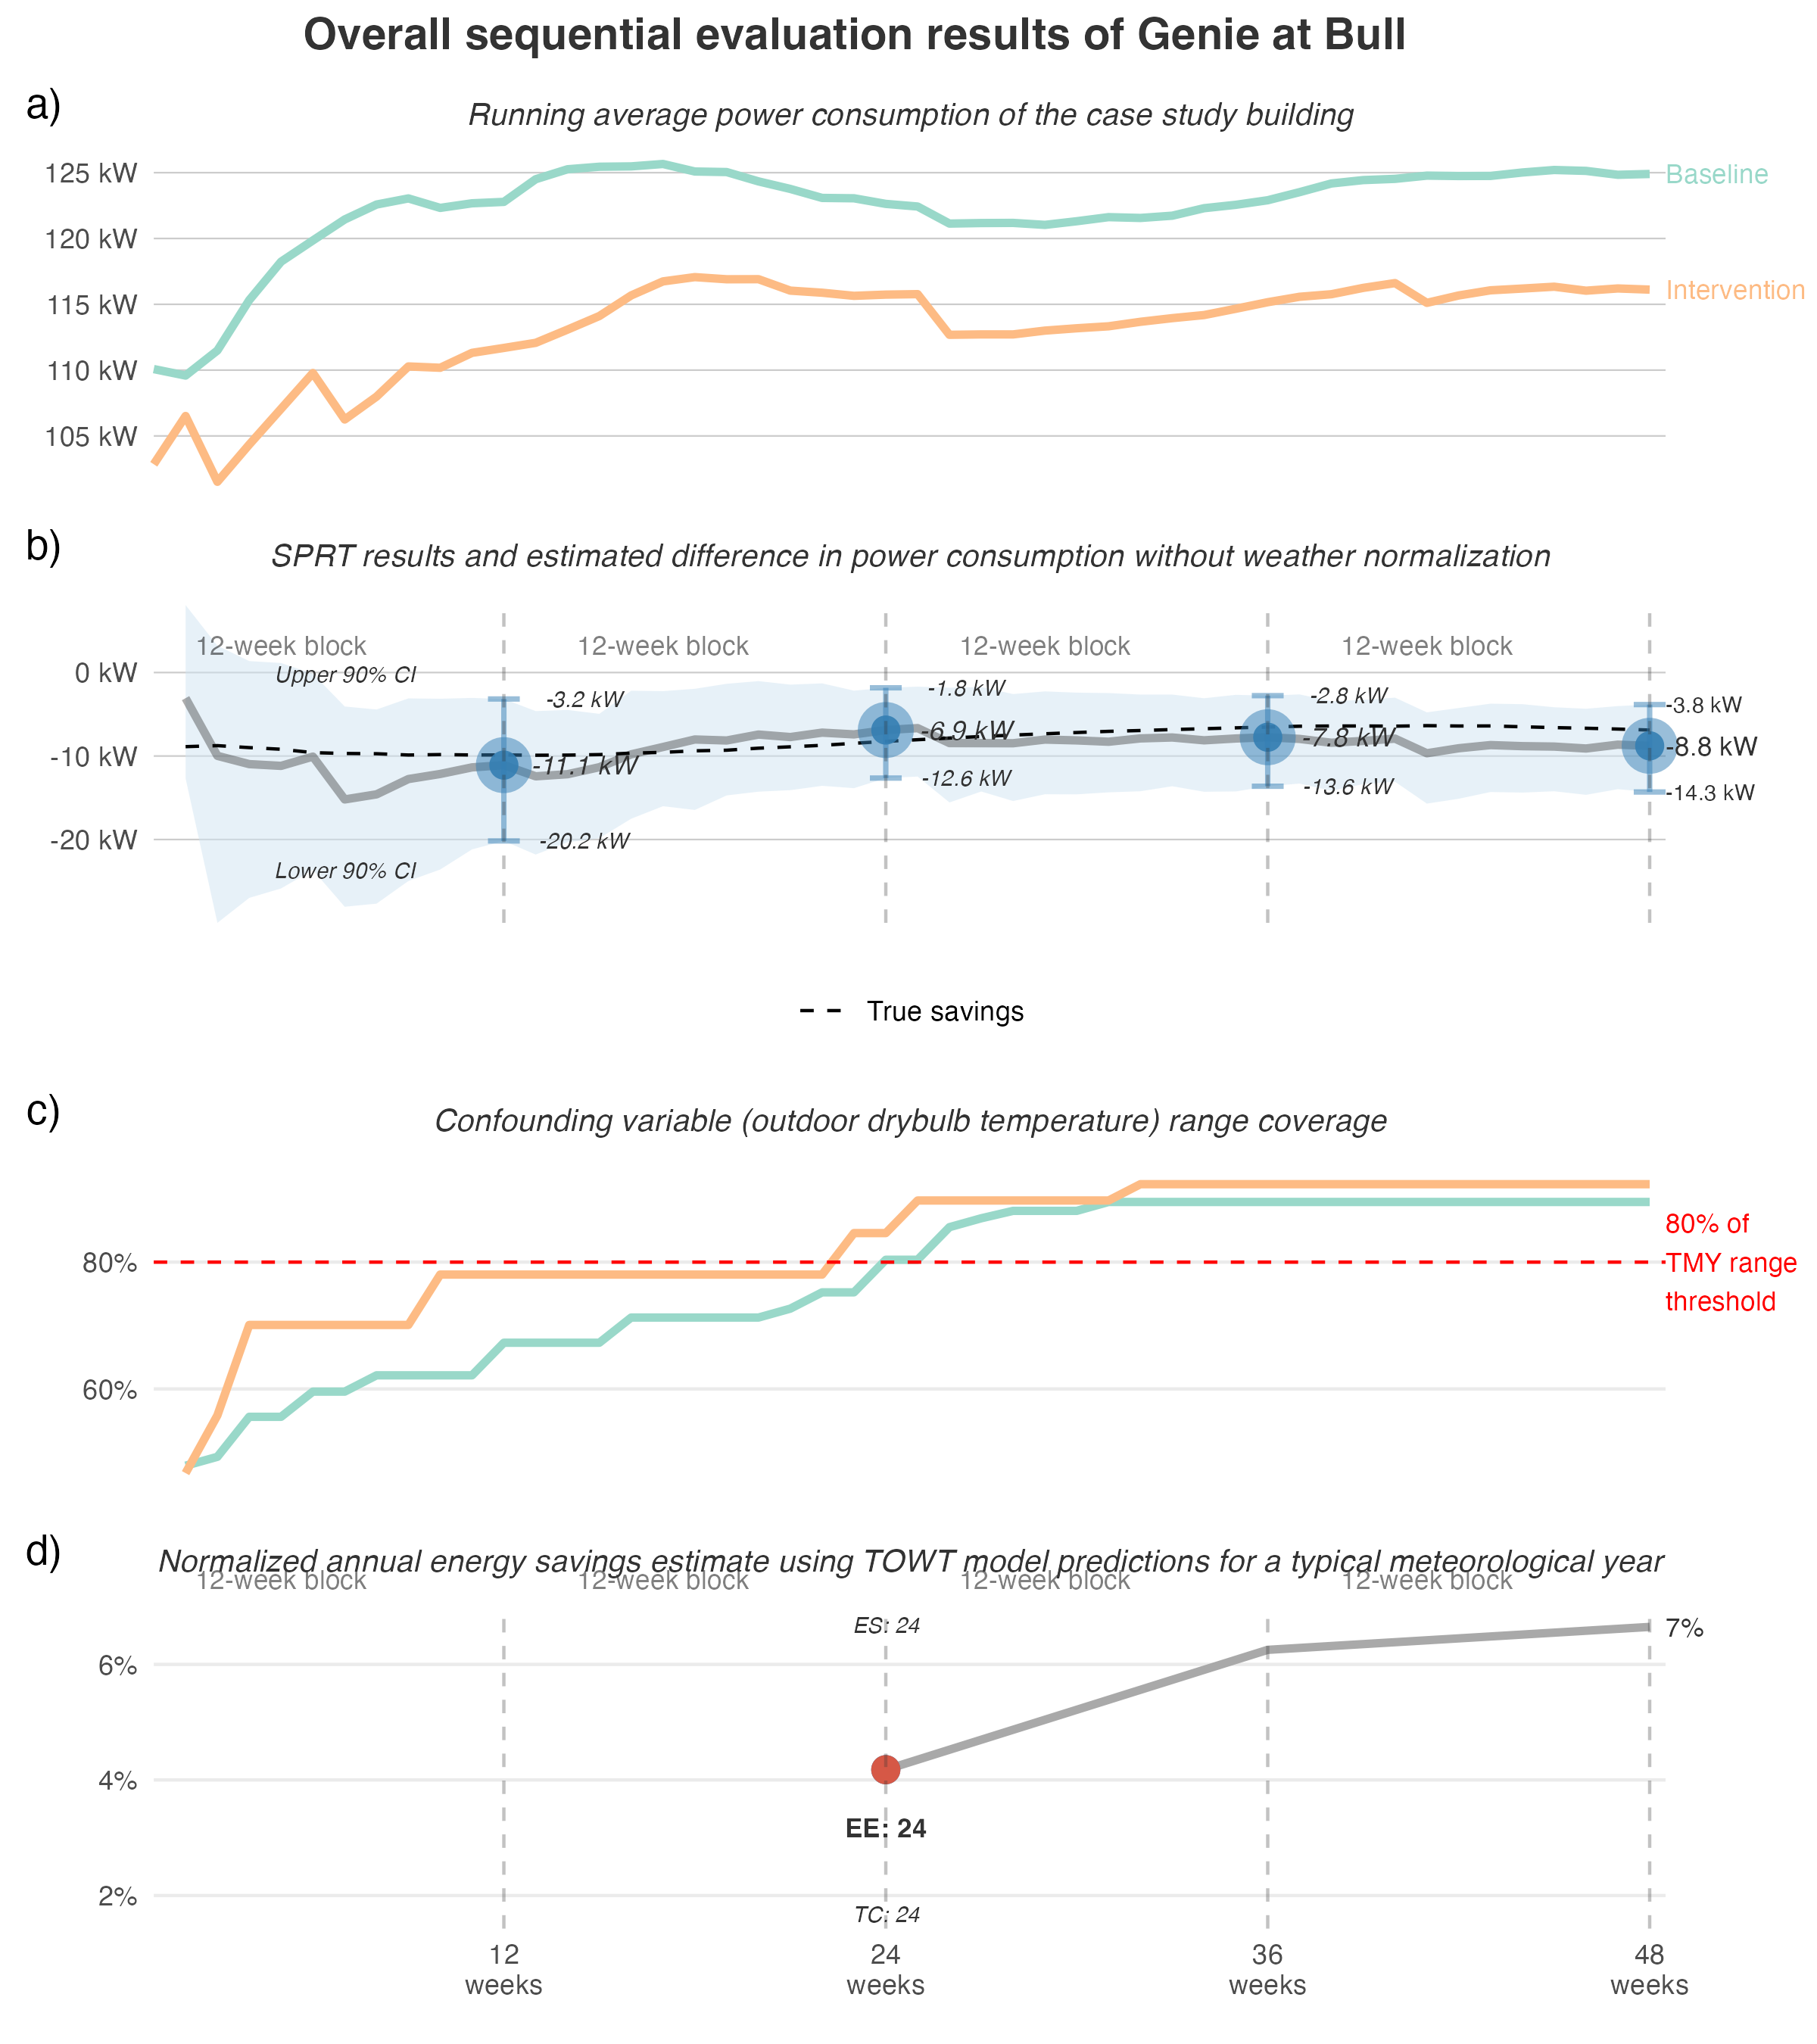 Overall sequential evaluation results of Genie at Bull
a)
Running average power consumption of the case study building
125 kW
120 kW
115 kW
110 kW
105 kW
Baseline
Intervention
b)
SPRT results and estimated difference in power consumption without weather normalization
12-week block
12-week block
12-week block
12-week block
0 kW
-10 kW
-20 kW
Upper 90% CI
Lower 90% CI
-3.2 kW
-11.1 kW
-20.2 kW
-1.8 kW
-6.9 kW
-12.6 kW
-2.8 kW
-7.8 kW
-13.6 kW
-3.8 kW
-8.8 kW
-14.3 kW
True savings
c)
Confounding variable (outdoor drybulb temperature) range coverage
80%
60%
80% of
TMY range
threshold
d)
Normalized annual energy savings estimate using TOWT model predictions for a typical meteorological year
12-week block
12-week block
12-week block
12-week block
6%
4%
2%
ES: 24
7%
EE: 24
TC: 24
12
weeks
24
weeks
36
weeks
48
weeks